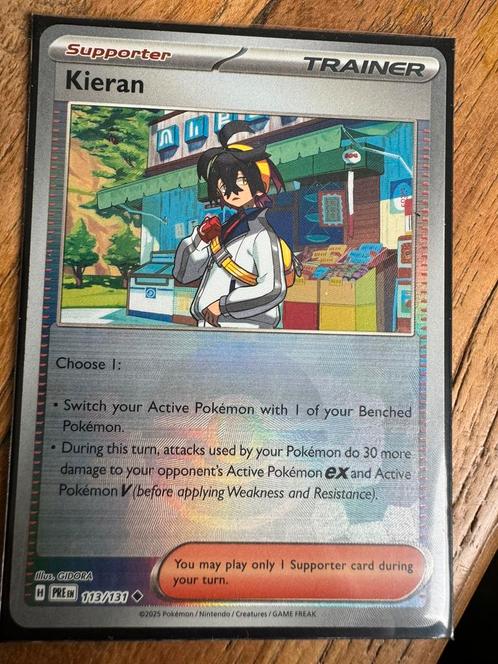 Supporter
TRAINER
Kieran
Choose 1:
• Switch your Active Pokémon with 1 of your Benched
Pokémon.
• During this turn, attacks used by your Pokémon do 30 more
damage to your opponent's Active Pokémon ex and Active
Pokémon V (before applying Weakness and Resistance).
You may play only 1 Supporter card during
your turn.
Illus. GIDORA
H PRE EN 113/131
©2025 Pokémon / Nintendo / Creatures / GAME FREAK